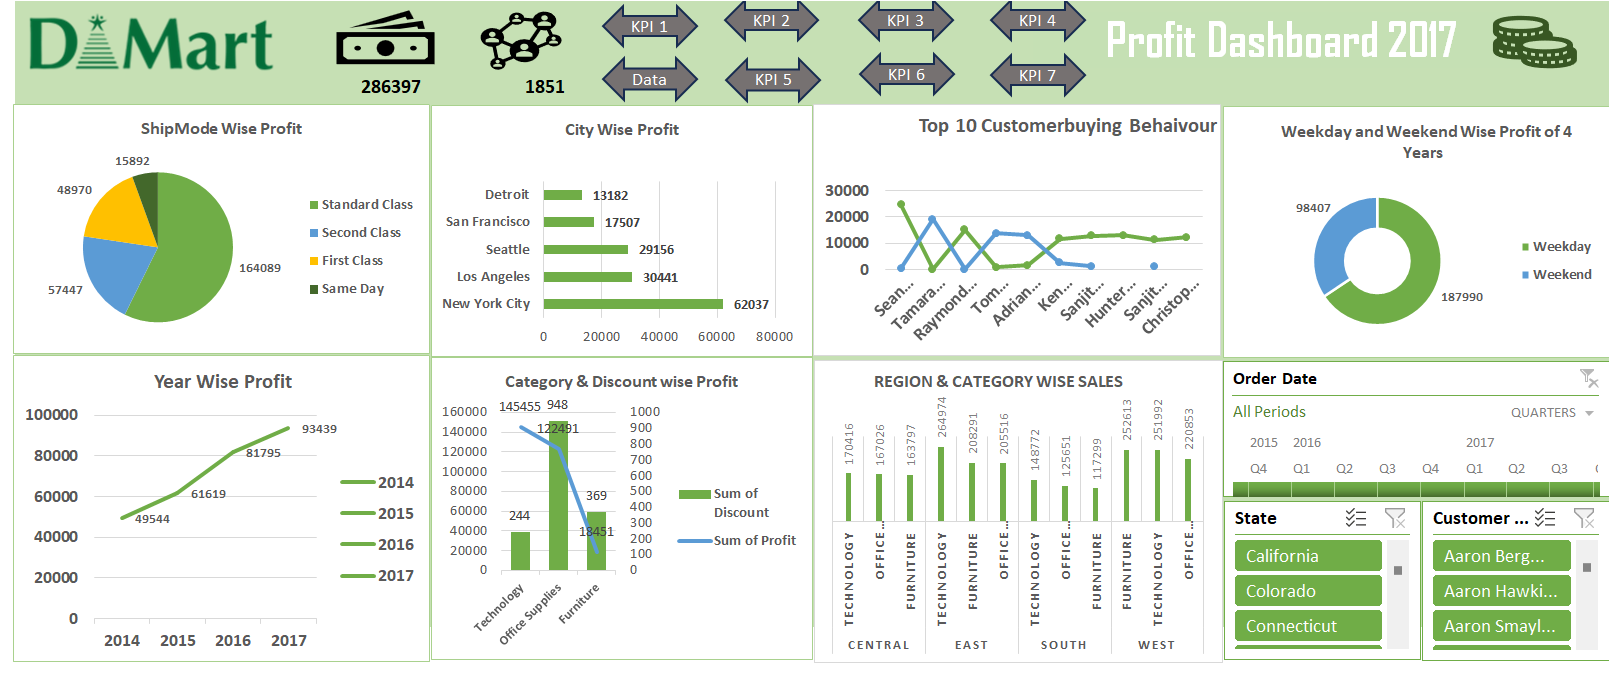 D Mart
286397
1851
KPI 1
KPI 2
KPI 3
KPI 4
Data
KPI 5
KPI 6
KPI 7
Profit Dashboard 2017
ShipMode Wise Profit
15892
48970
57447
164089
Standard Class
Second Class
First Class
Same Day
City Wise Profit
Detroit 13182
San Francisco 17507
Seattle 29156
Los Angeles 30441
New York City 62037
0 20000 40000 60000 80000
Top 10 Customerbuying Behaivour
30000
20000
10000
0
Sean...
Tamara...
Raymond...
Tom...
Adrian...
Ken...
Sanjit...
Hunter...
Sanjit...
Christop...
Weekday and Weekend Wise Profit of 4
Years
98407
187990
Weekday
Weekend
Year Wise Profit
100000
80000
60000
40000
20000
0
49544
61619
81795
93439
2014 2015 2016 2017
2014
2015
2016
2017
Category & Discount wise Profit
160000
140000
120000
100000
80000
60000
40000
20000
0
145455
948
122491
369
244
18451
1000
900
800
700
600
500
400
300
200
100
0
Technology
Office Supplies
Furniture
Sum of
Discount
Sum of Profit
REGION & CATEGORY WISE SALES
170416
167026
163797
264974
208291
205516
148772
125651
117299
252613
251992
220853
TECHNOLOGY
OFFICE...
FURNITURE
TECHNOLOGY
FURNITURE
OFFICE...
TECHNOLOGY
OFFICE...
FURNITURE
FURNITURE
TECHNOLOGY
OFFICE...
CENTRAL EAST SOUTH WEST
Order Date
All Periods QUARTERS
2015 2016 2017
Q4 Q1 Q2 Q3 Q4 Q1 Q2 Q3
State
California
Colorado
Connecticut
Customer ...
Aaron Berg...
Aaron Hawki...
Aaron Smayl...